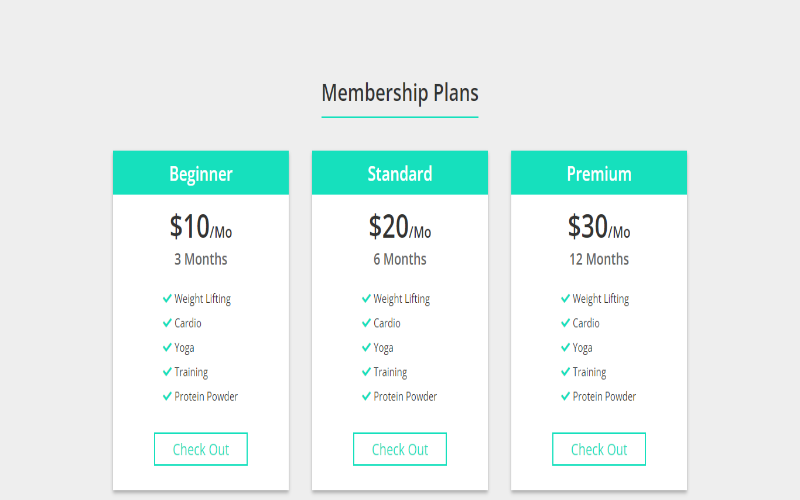 Membership Plans
Beginner
$10/Mo
3 Months
Weight Lifting
Cardio
Yoga
Training
Protein Powder
Check Out
Standard
$20/Mo
6 Months
Weight Lifting
Cardio
Yoga
Training
Protein Powder
Check Out
Premium
$30/Mo
12 Months
Weight Lifting
Cardio
Yoga
Training
Protein Powder
Check Out